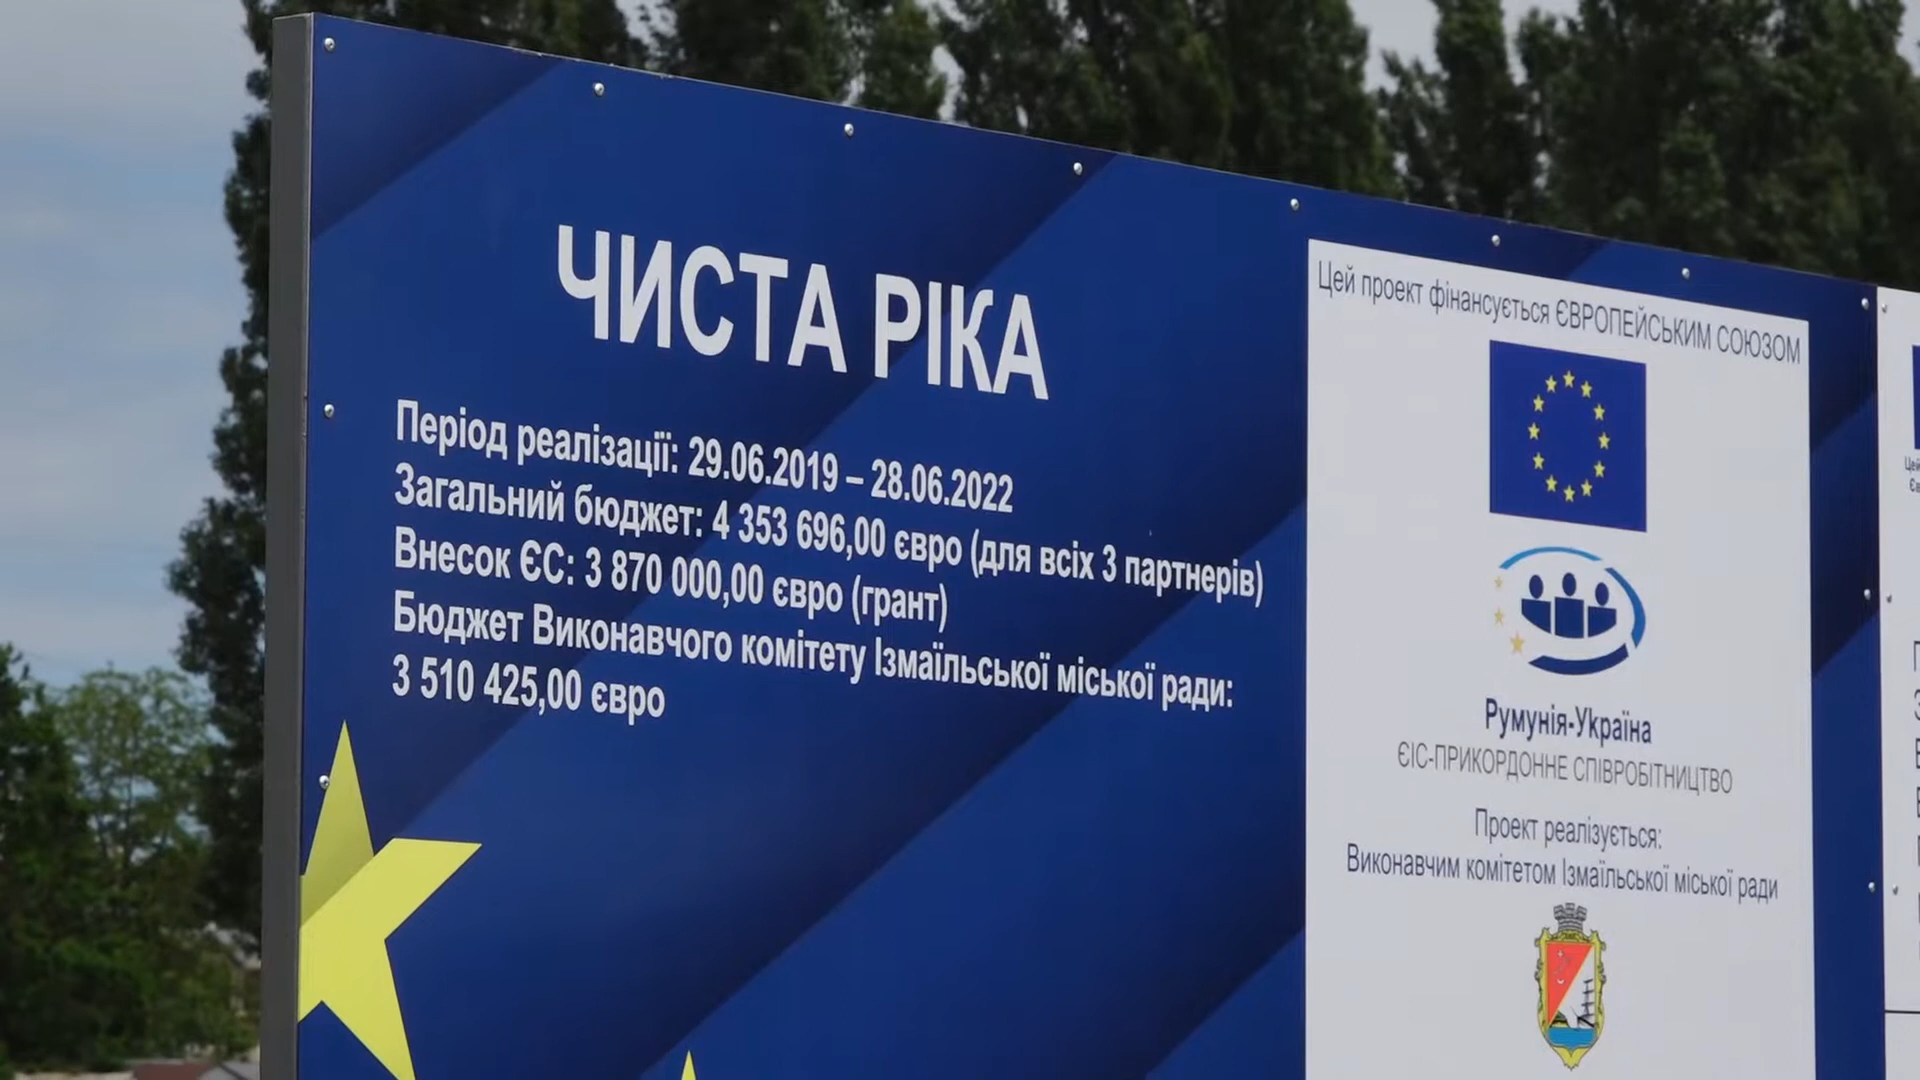 ЧИСТА РІКА
Період реалізації: 29.06.2019 – 28.06.2022
Загальний бюджет: 4 353 696,00 євро (для всіх 3 партнерів)
Внесок ЄС: 3 870 000,00 євро (грант)
Бюджет Виконавчого комітету Ізмаїльської міської ради:
3 510 425,00 євро
Цей проект фінансується ЄВРОПЕЙСЬКИМ СОЮЗОМ
Румунія-Україна
ЄІС-ПРИКОРДОННЕ СПІВРОБІТНИЦТВО
Проект реалізується:
Виконавчим комітетом Ізмаїльської міської ради